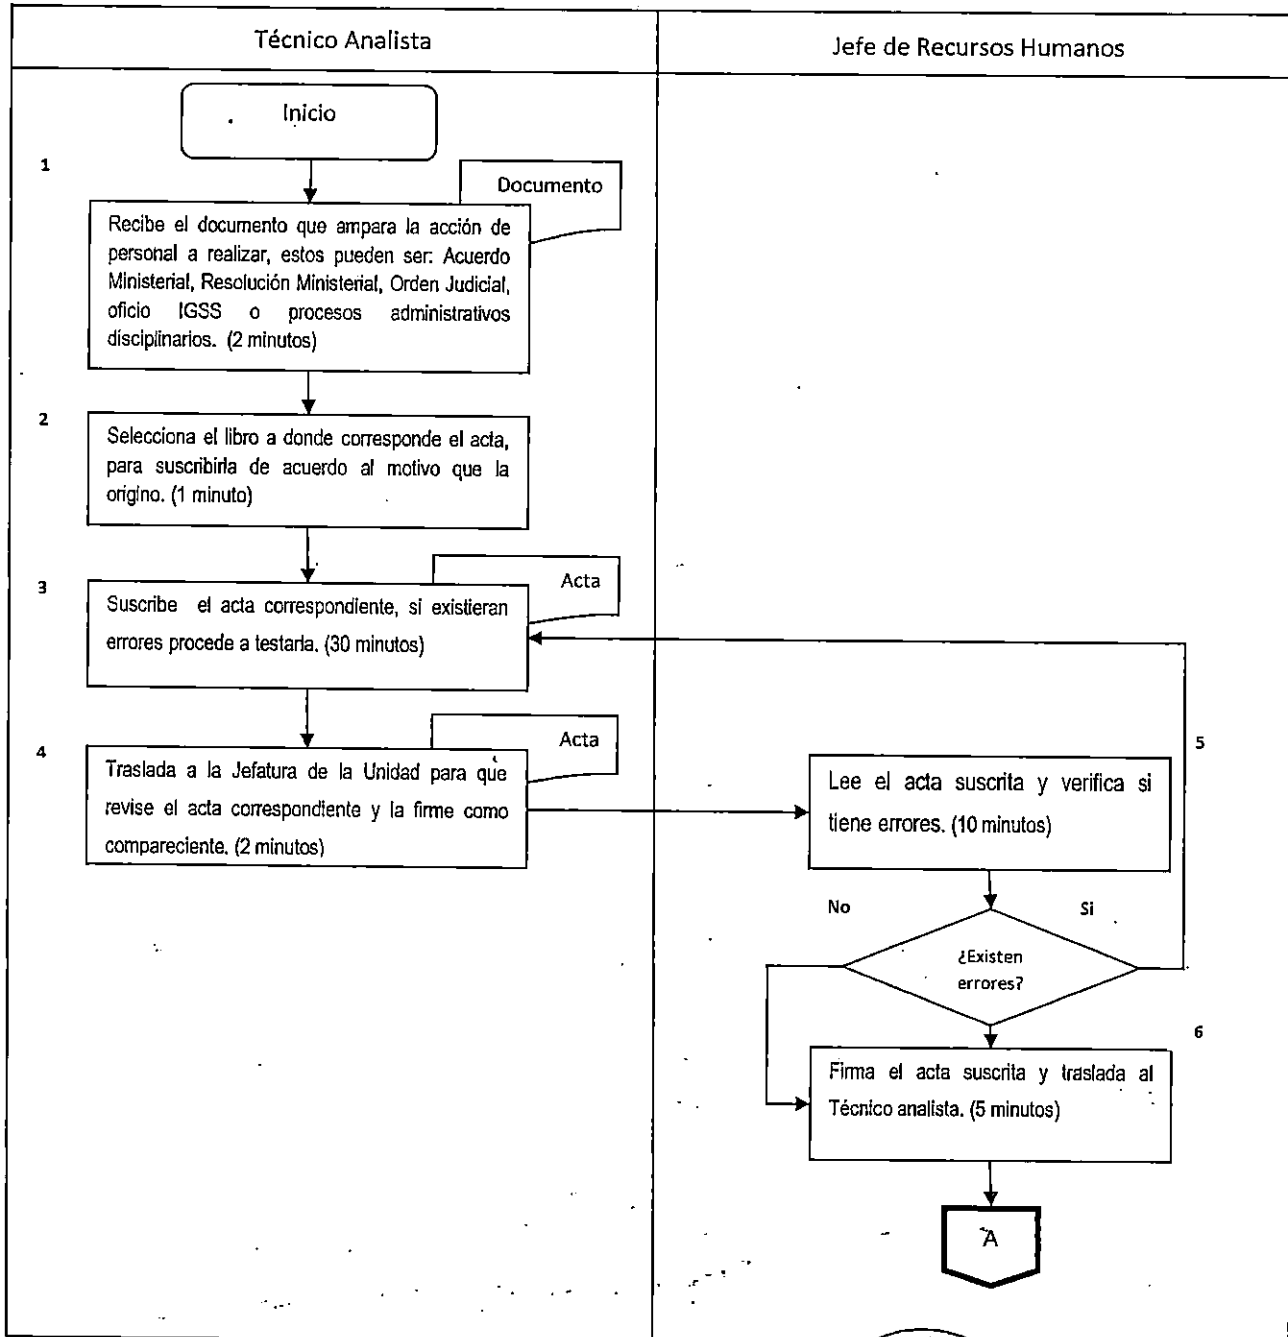 Técnico Analista
Jefe de Recursos Humanos
Inicio
1
Documento
Recibe el documento que ampara la acción de
personal a realizar, estos pueden ser: Acuerdo
Ministerial, Resolución Ministerial, Orden Judicial,
oficio IGSS o procesos administrativos
disciplinarios. (2 minutos)
2
Selecciona el libro a donde corresponde el acta,
para suscribirla de acuerdo al motivo que la
origino. (1 minuto)
3
Acta
Suscribe el acta correspondiente, si existieran
errores procede a testarla. (30 minutos)
4
Acta
Traslada a la Jefatura de la Unidad para que
revise el acta correspondiente y la firme como
compareciente. (2 minutos)
5
Lee el acta suscrita y verifica si
tiene errores. (10 minutos)
No
Si
¿Existen
errores?
6
Firma el acta suscrita y traslada al
Técnico analista. (5 minutos)
A